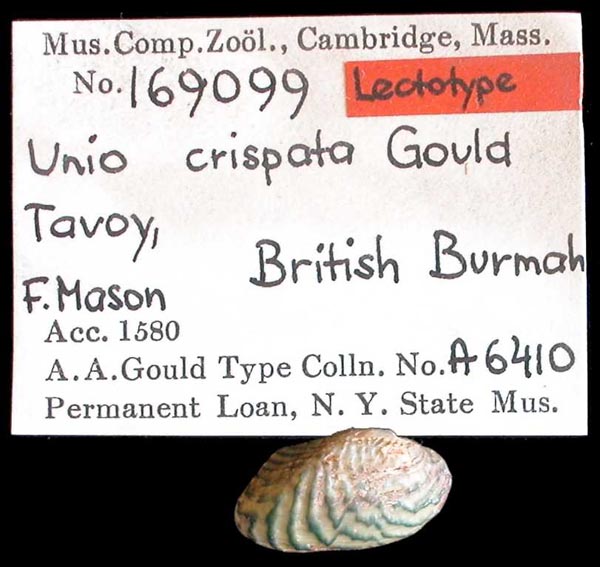 Mus.Comp.Zoöl., Cambridge, Mass.
No. 169099 Lectotype
Unio crispata Gould
Tavoy,
British Burmah
F. Mason
Acc. 1580
A.A.Gould Type Colln. No. A6410
Permanent Loan, N. Y. State Mus.